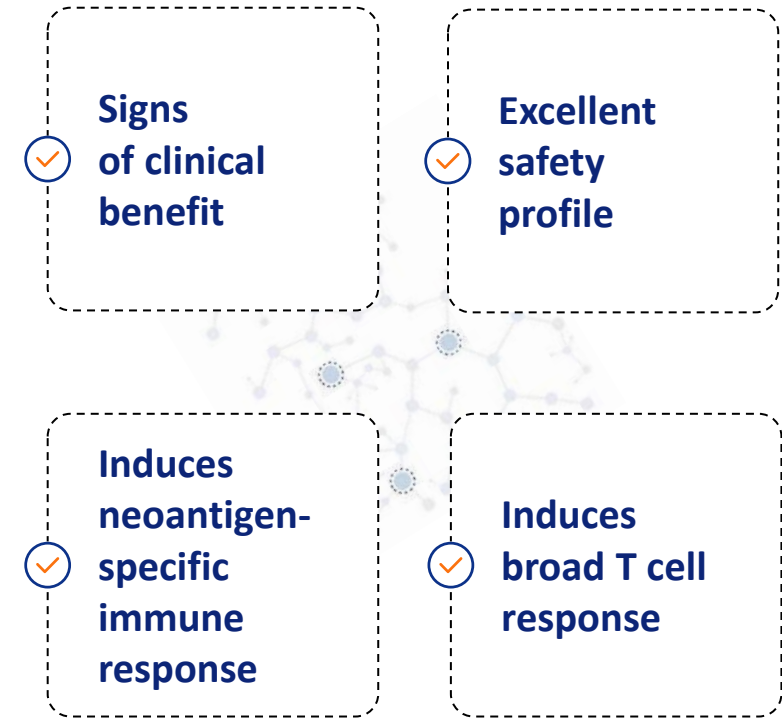 Signs
of clinical
benefit
Excellent
safety
profile
Induces
neoantigen-
specific
immune
response
Induces
broad T cell
response